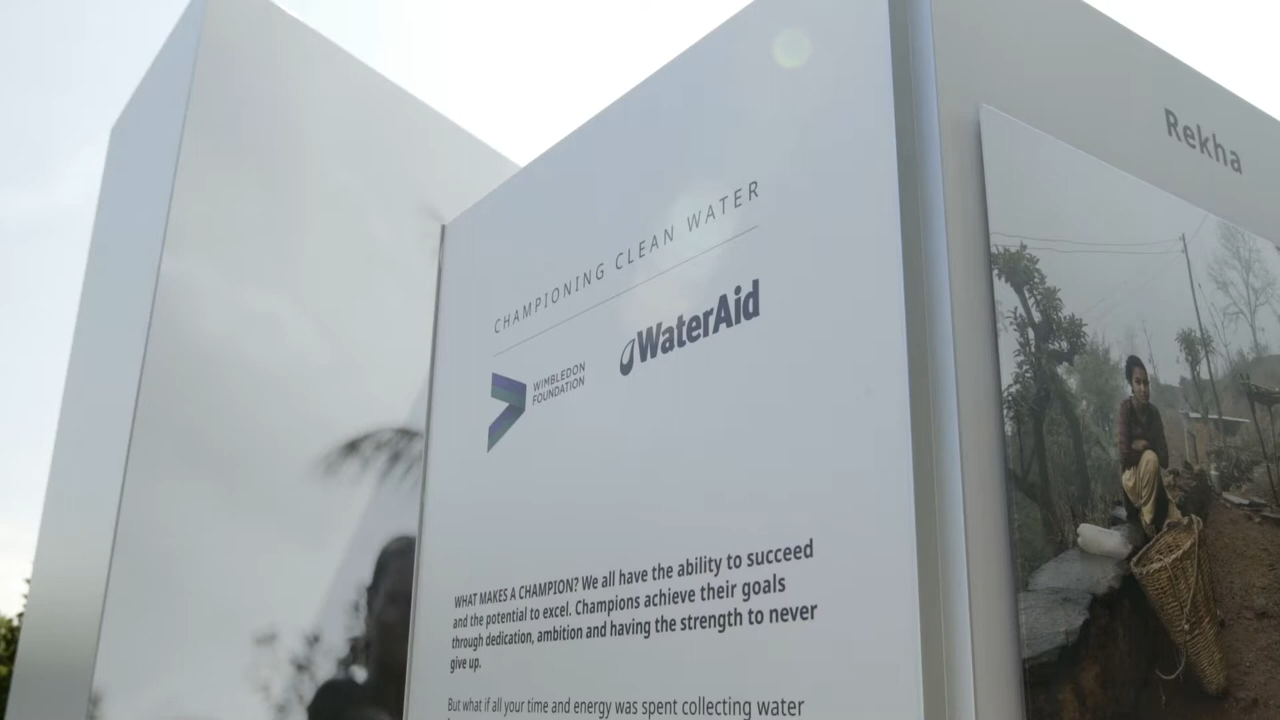 CHAMPIONING CLEAN WATER
WIMBLEDON
FOUNDATION
WaterAid
WHAT MAKES A CHAMPION? We all have the ability to succeed
and the potential to excel. Champions achieve their goals
through dedication, ambition and having the strength to never
give up.
But what if all your time and energy was spent collecting water
Rekha